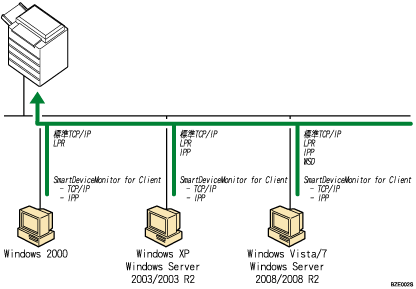 標準TCP/IP
LPR
SmartDeviceMonitor for Client
- TCP/IP
- IPP
Windows 2000
標準TCP/IP
LPR
IPP
SmartDeviceMonitor for Client
- TCP/IP
- IPP
Windows XP
Windows Server
2003/2003 R2
標準TCP/IP
LPR
IPP
WSD
SmartDeviceMonitor for Client
- TCP/IP
- IPP
Windows Vista/7
Windows Server
2008/2008 R2
BZE002S